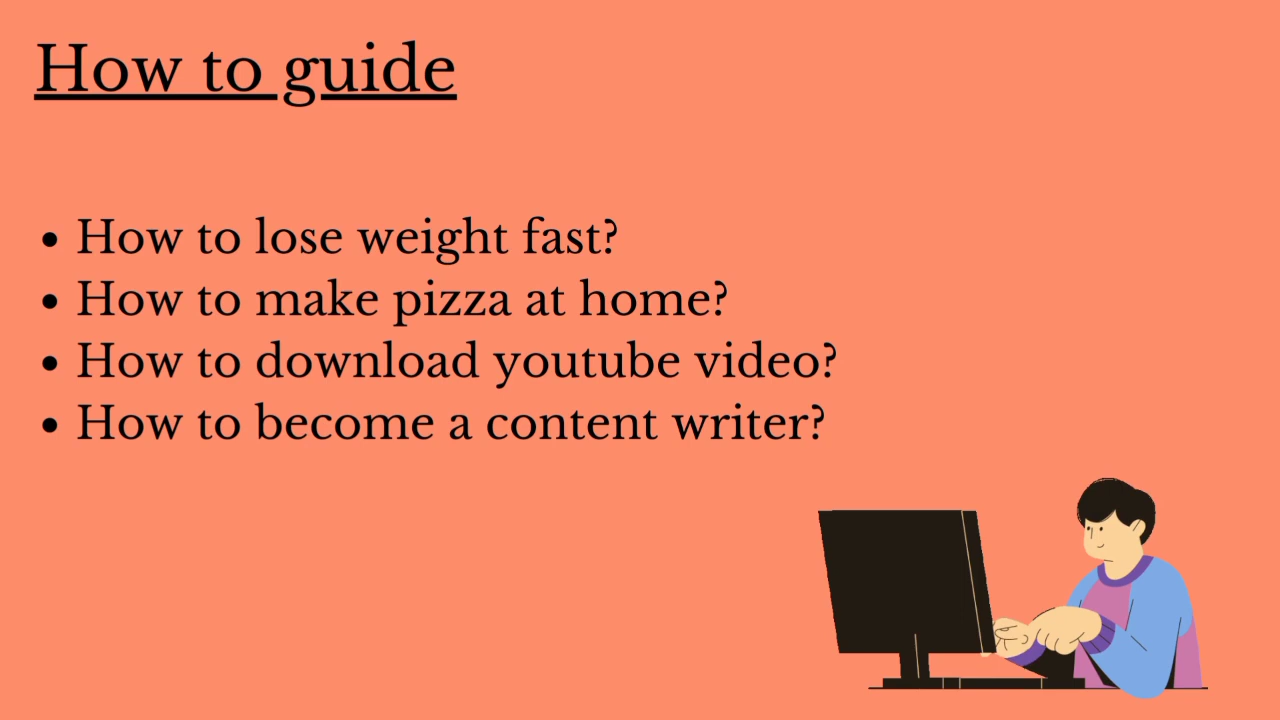 How to guide
• How to lose weight fast?
• How to make pizza at home?
• How to download youtube video?
• How to become a content writer?